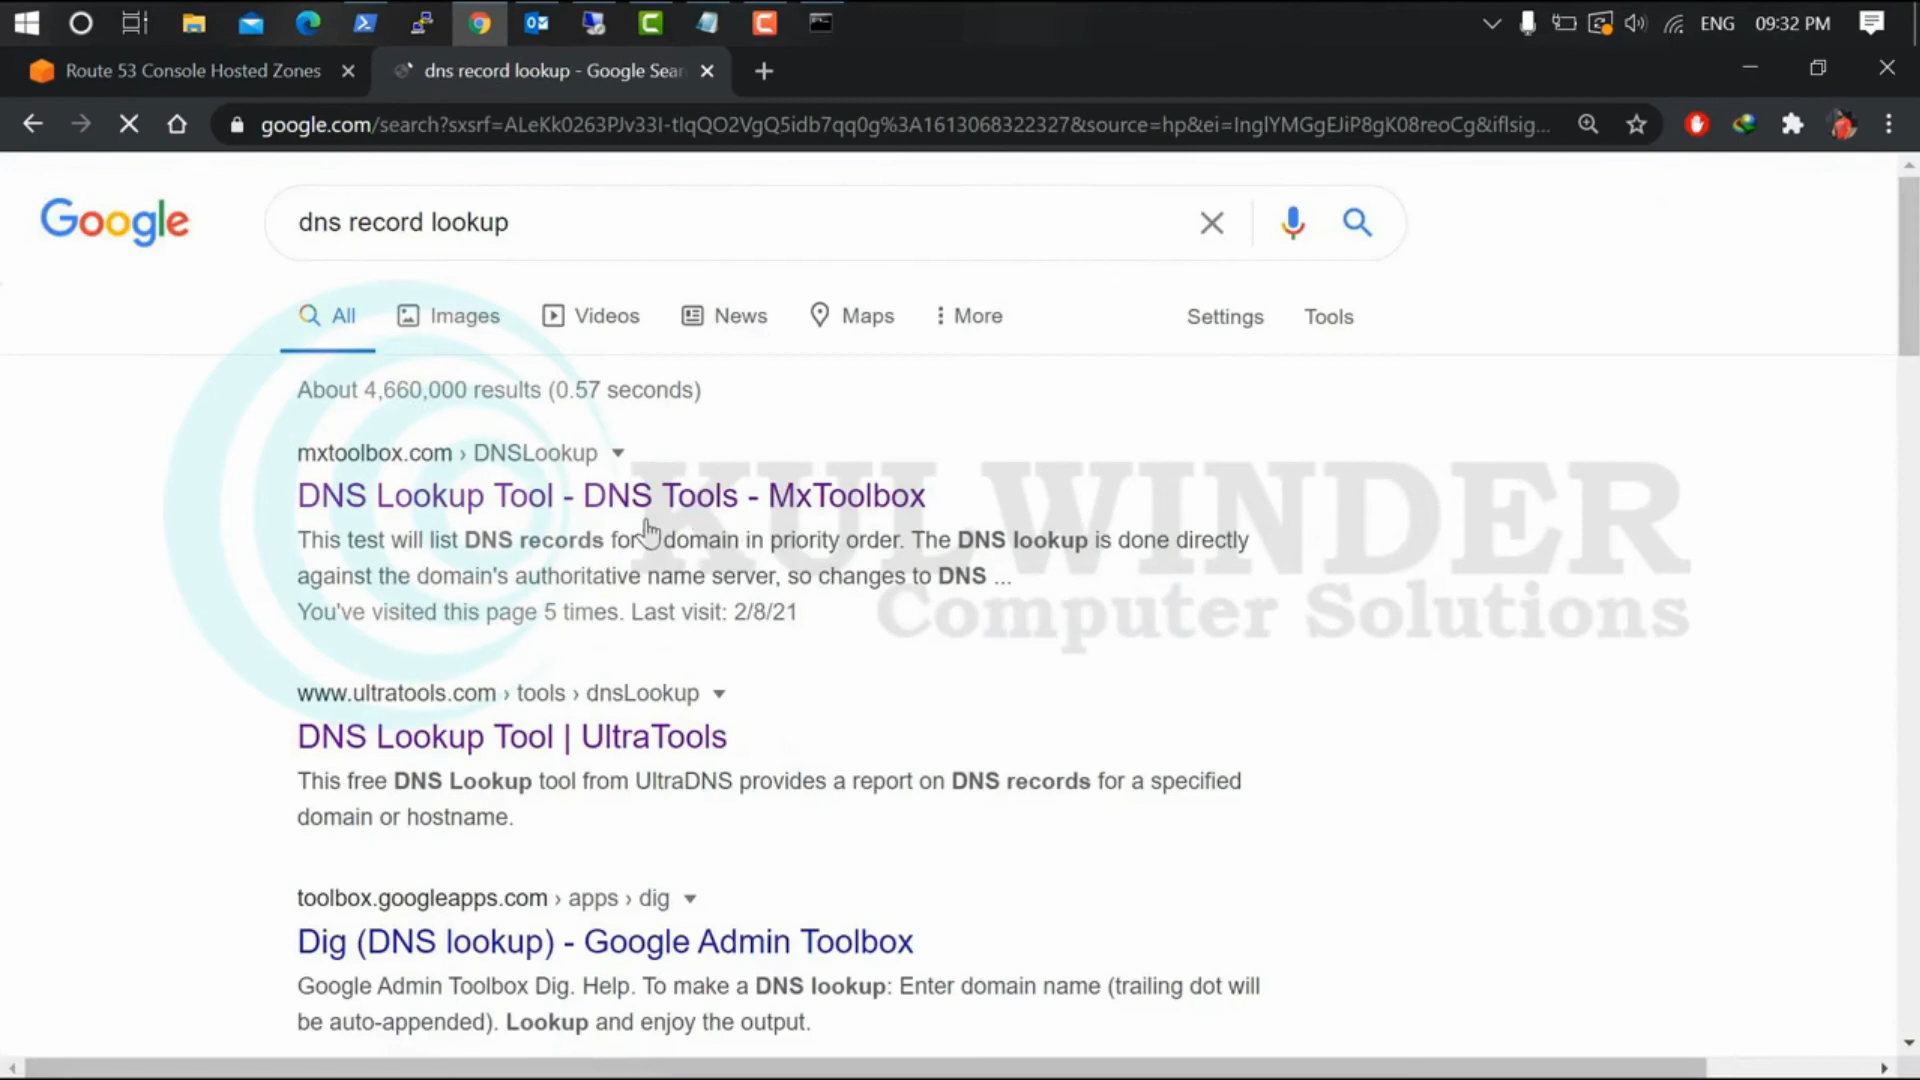 ENG 09:32 PM
Route 53 Console Hosted Zones
dns record lookup - Google Sear
google.com/search?sxsrf=ALeKk0263PJv33I-tIqQO2VgQ5idb7qq0g%3A1613068322327&source=hp&ei=InglYMGgEJiP8gK08reoCg&iflsig...
Google
dns record lookup
All Images Videos News Maps More Settings Tools
About 4,660,000 results (0.57 seconds)
mxtoolbox.com › DNSLookup
DNS Lookup Tool - DNS Tools - MxToolbox
This test will list DNS records for domain in priority order. The DNS lookup is done directly
against the domain's authoritative name server, so changes to DNS ...
You've visited this page 5 times. Last visit: 2/8/21
KULWINDER
Computer Solutions
www.ultratools.com › tools › dnsLookup
DNS Lookup Tool | UltraTools
This free DNS Lookup tool from UltraDNS provides a report on DNS records for a specified
domain or hostname.
toolbox.googleapps.com › apps › dig
Dig (DNS lookup) - Google Admin Toolbox
Google Admin Toolbox Dig. Help. To make a DNS lookup: Enter domain name (trailing dot will
be auto-appended). Lookup and enjoy the output.